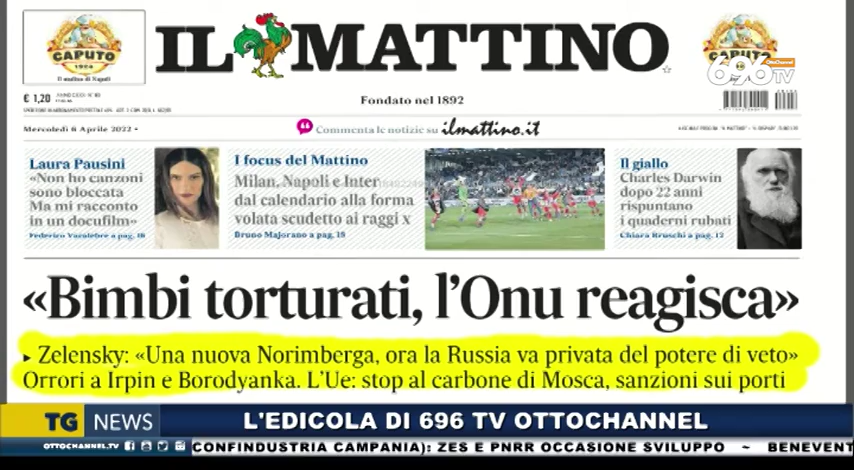 CAPUTO
1924
Il mulino di Napoli
IL MATTINO
696 TV
OttoChannel
€ 1,20
Fondato nel 1892
Mercoledì 6 Aprile 2022 •
Commenta le notizie su ilmattino.it
Laura Pausini
«Non ho canzoni
sono bloccata
Ma mi racconto
in un docufilm»
Federico Vacalebre a pag. 16
I focus del Mattino
Milan, Napoli e Inter
dal calendario alla forma
volata scudetto ai raggi x
Bruno Majorano a pag. 18
Il giallo
Charles Darwin
dopo 22 anni
rispuntano
i quaderni rubati
Chiara Bruschi a pag. 12
«Bimbi torturati, l'Onu reagisca»
▸ Zelensky: «Una nuova Norimberga, ora la Russia va privata del potere di veto»
Orrori a Irpin e Borodyanka. L'Ue: stop al carbone di Mosca, sanzioni sui porti
TG NEWS
L'EDICOLA DI 696 TV OTTOCHANNEL
OTTOCHANNEL.TV
CONFINDUSTRIA CAMPANIA): ZES E PNRR OCCASIONE SVILUPPO ~ BENEVENT